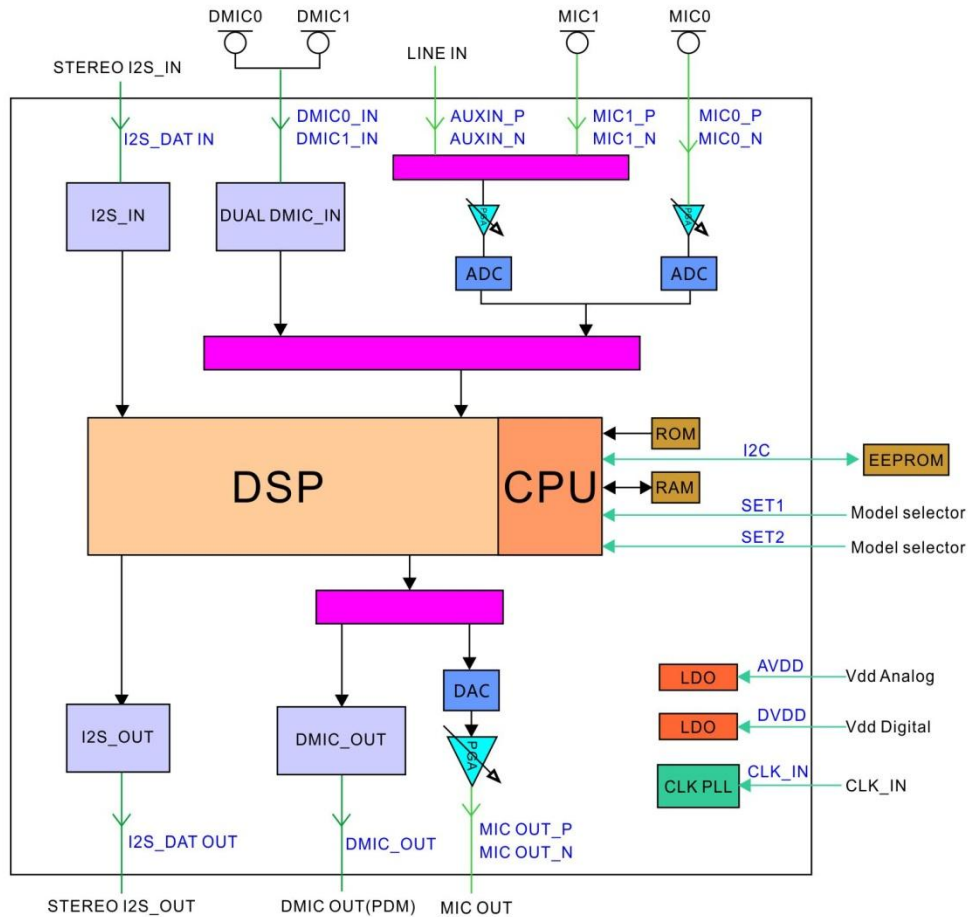 DMIC0 DMIC1 MIC1 MIC0
STEREO I2S_IN LINE IN
I2S_DAT IN
DMIC0_IN
DMIC1_IN
AUXIN_P
AUXIN_N
MIC1_P
MIC1_N
MIC0_P
MIC0_N
I2S_IN
DUAL DMIC_IN
PGA
PGA
ADC
ADC
DSP
CPU
ROM
I2C
EEPROM
RAM
SET1
Model selector
SET2
Model selector
DAC
LDO
AVDD
Vdd Analog
I2S_OUT
DMIC_OUT
PGA
LDO
DVDD
Vdd Digital
CLK PLL
CLK_IN
CLK_IN
I2S_DAT OUT
DMIC_OUT
MIC OUT_P
MIC OUT_N
STEREO I2S_OUT
DMIC OUT(PDM)
MIC OUT